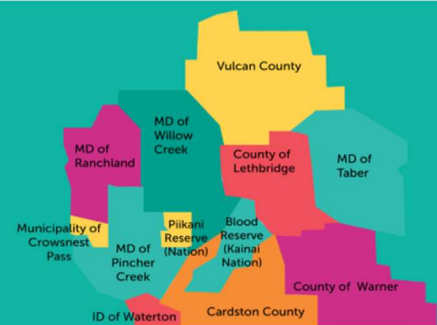 Vulcan County
MD of
Willow
Creek
MD of
Ranchland
County of
Lethbridge
MD of
Taber
Municipality of
Crowsnest
Pass
MD of
Pincher
Creek
Piikani
Reserve
(Nation)
Blood
Reserve
(Kainai
Nation)
County of Warner
Cardston County
ID of Waterton